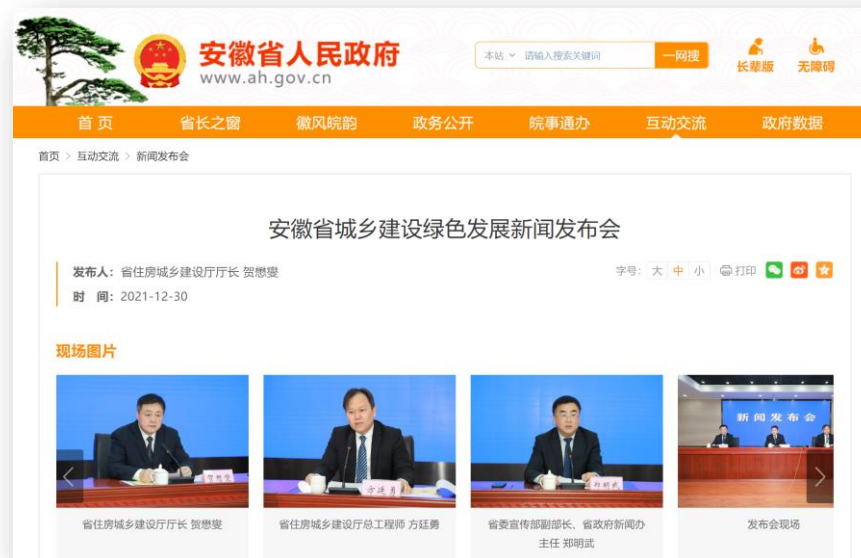 安徽省人民政府
www.ah.gov.cn
本站 请输入搜索关键词 一网搜
长辈版 无障碍
首 页 省长之窗 徽风皖韵 政务公开 皖事通办 互动交流 政府数据
首页 > 互动交流 > 新闻发布会
安徽省城乡建设绿色发展新闻发布会
发布人：省住房城乡建设厅厅长 贺懋燮
字号： 大 中 小 打印
时 间：2021-12-30
现场图片
贺懋燮
方廷勇
郑明武
新闻发布会
省住房城乡建设厅厅长 贺懋燮
省住房城乡建设厅总工程师 方廷勇
省委宣传部副部长、省政府新闻办
主任 郑明武
发布会现场